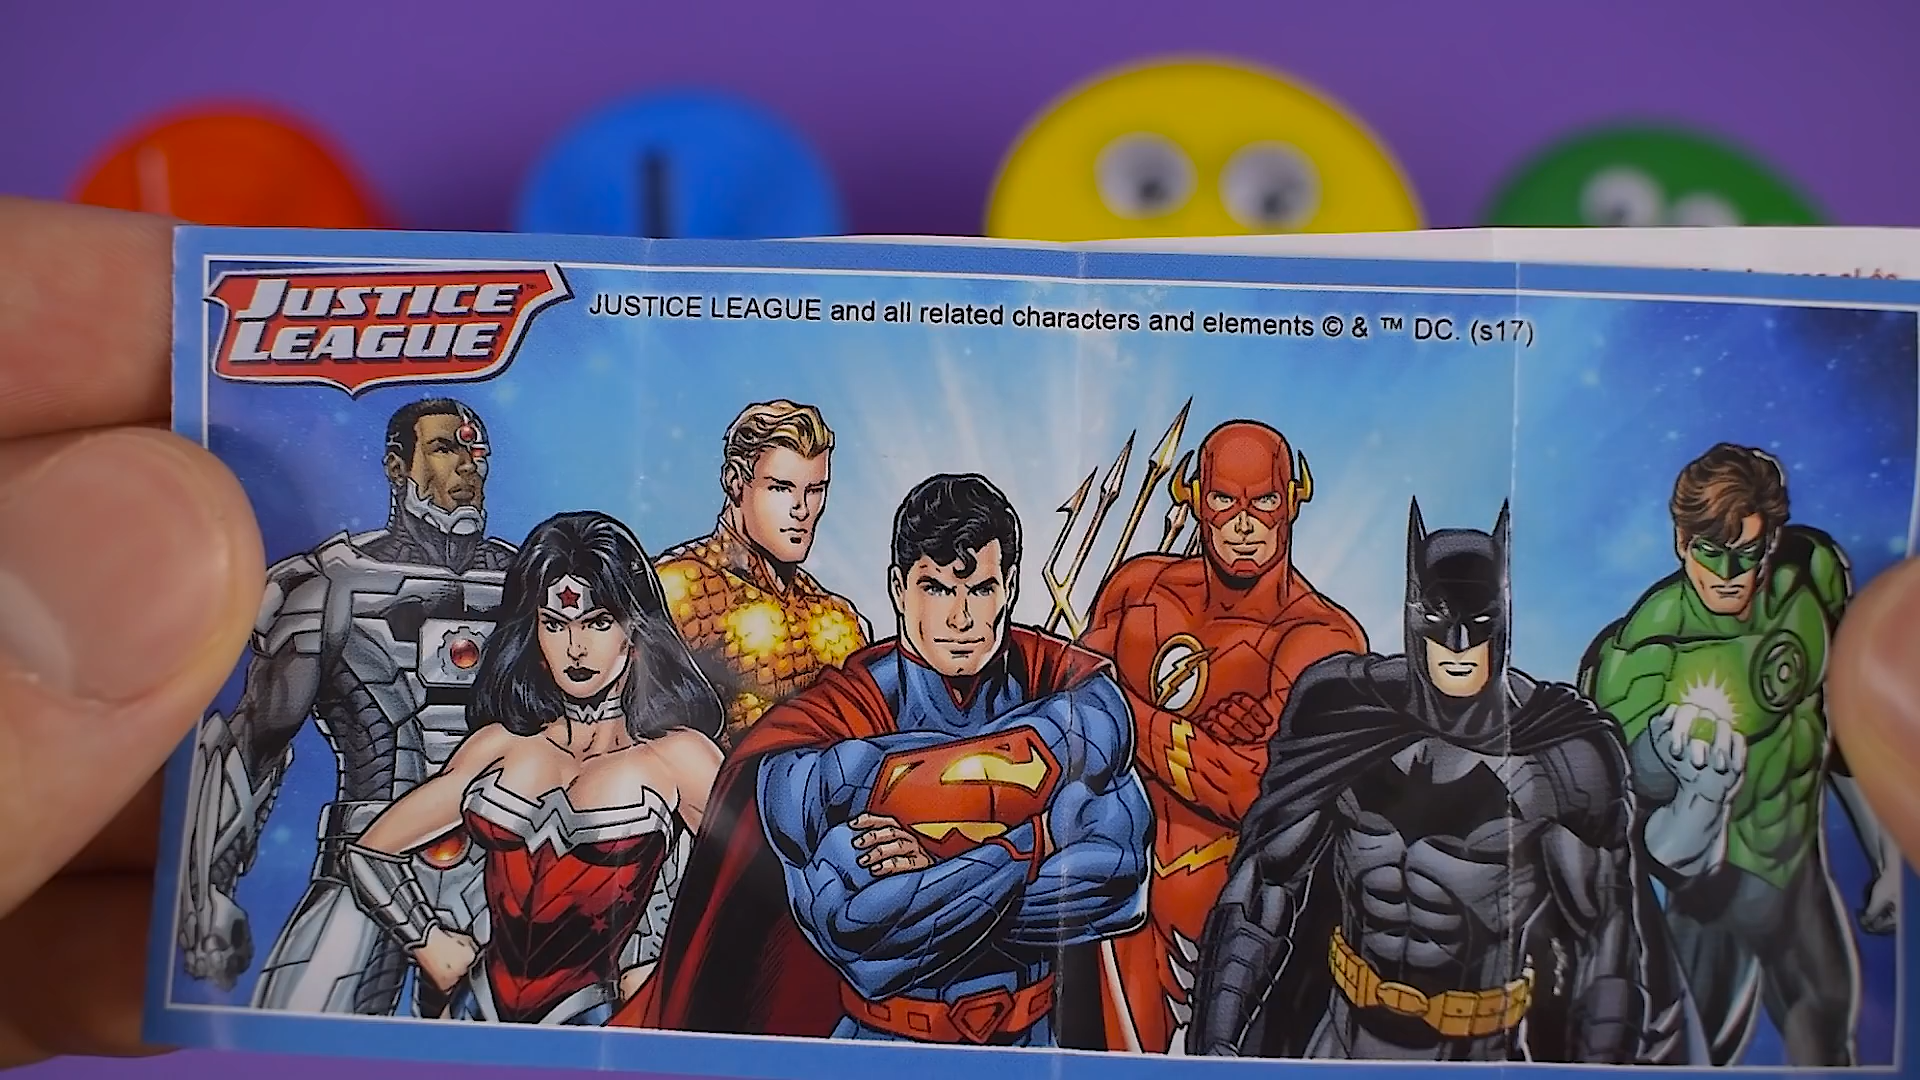 JUSTICE
LEAGUE
JUSTICE LEAGUE and all related characters and elements © & ™ DC. (s17)